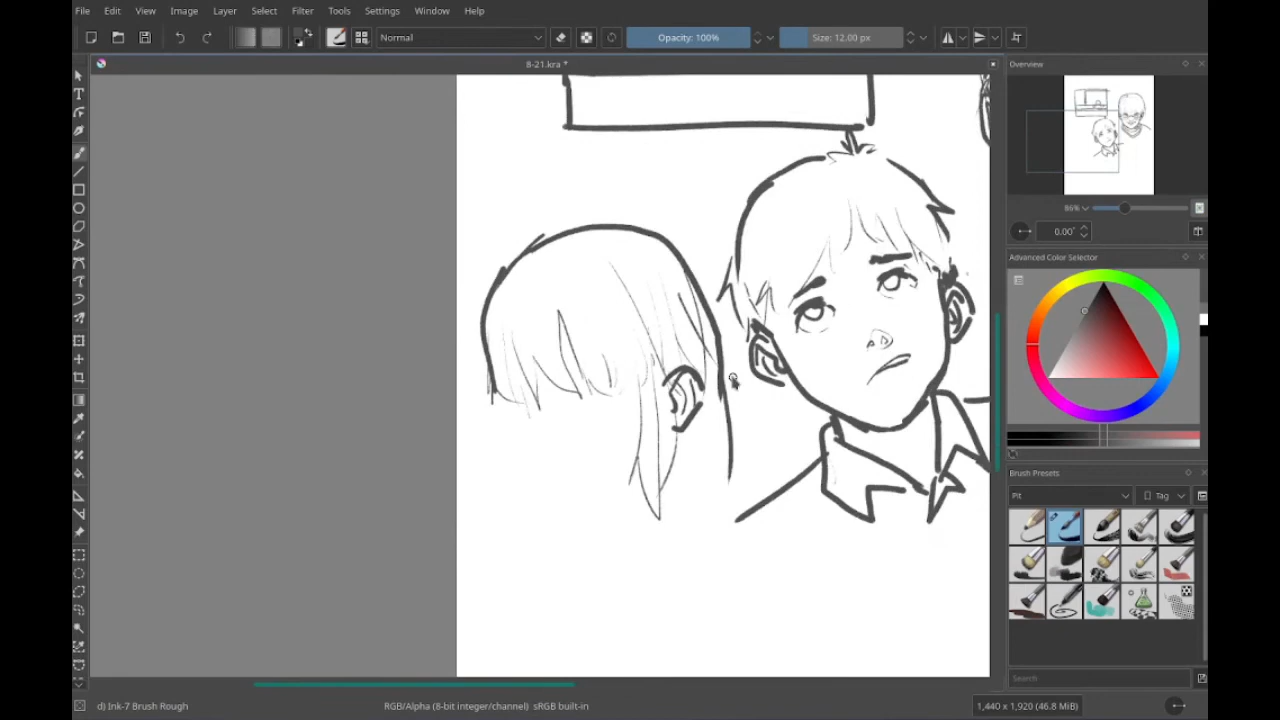 File Edit View Image Layer Select Filter Tools Settings Window Help
Normal Opacity: 100% Size: 12.00 px
8-21.kra *
Overview
86%
0.00°
Advanced Color Selector
Brush Presets
Pit Tag
Search
d) Ink-7 Brush Rough RGB/Alpha (8-bit integer/channel) sRGB built-in 1,440 x 1,920 (46.8 MiB)